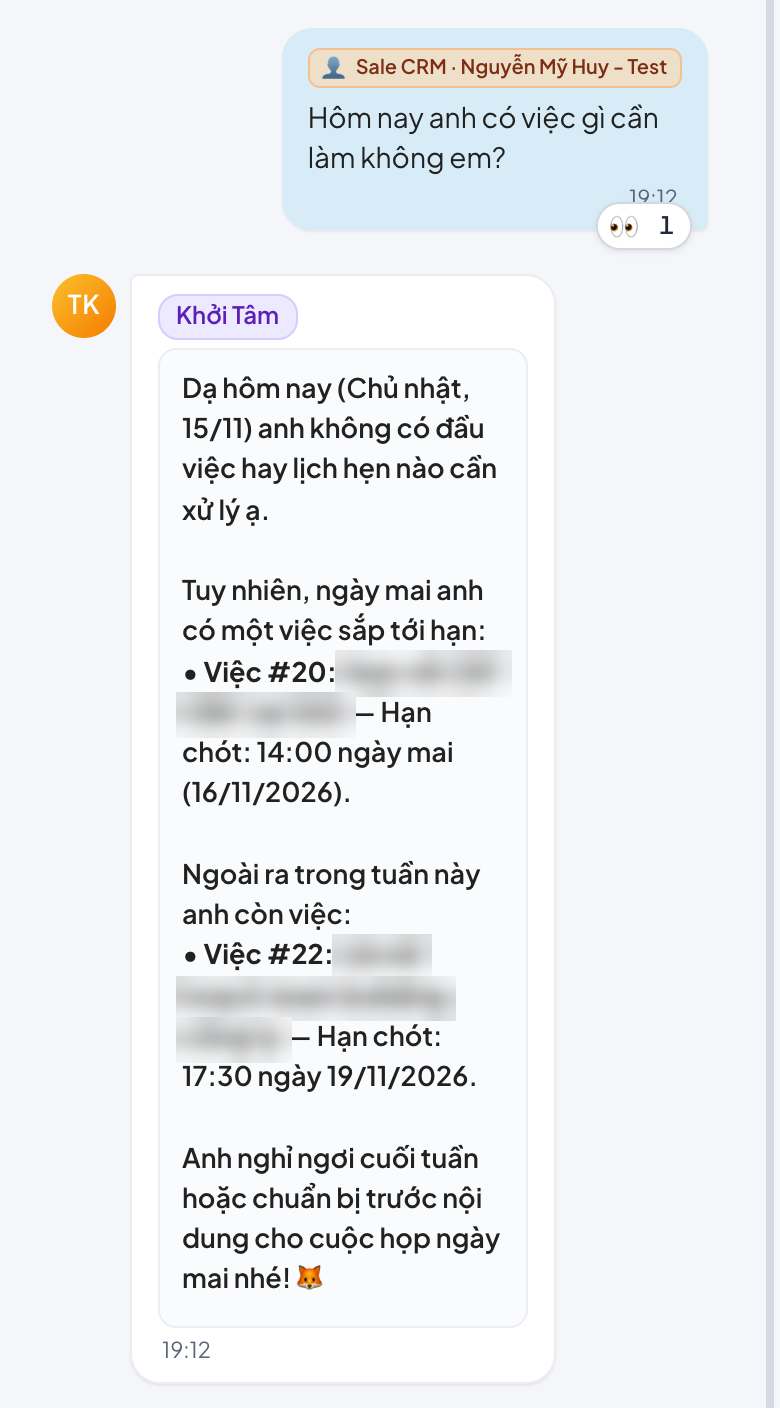 Sale CRM · Nguyễn Mỹ Huy - Test
Hôm nay anh có việc gì cần
làm không em?
19:12
👀 1
TK
Khởi Tâm
Dạ hôm nay (Chủ nhật,
15/11) anh không có đầu
việc hay lịch hẹn nào cần
xử lý ạ.
Tuy nhiên, ngày mai anh
có một việc sắp tới hạn:
• Việc #20:
— Hạn
chót: 14:00 ngày mai
(16/11/2026).
Ngoài ra trong tuần này
anh còn việc:
• Việc #22:
— Hạn chót:
17:30 ngày 19/11/2026.
Anh nghỉ ngơi cuối tuần
hoặc chuẩn bị trước nội
dung cho cuộc họp ngày
mai nhé! 🦊
19:12